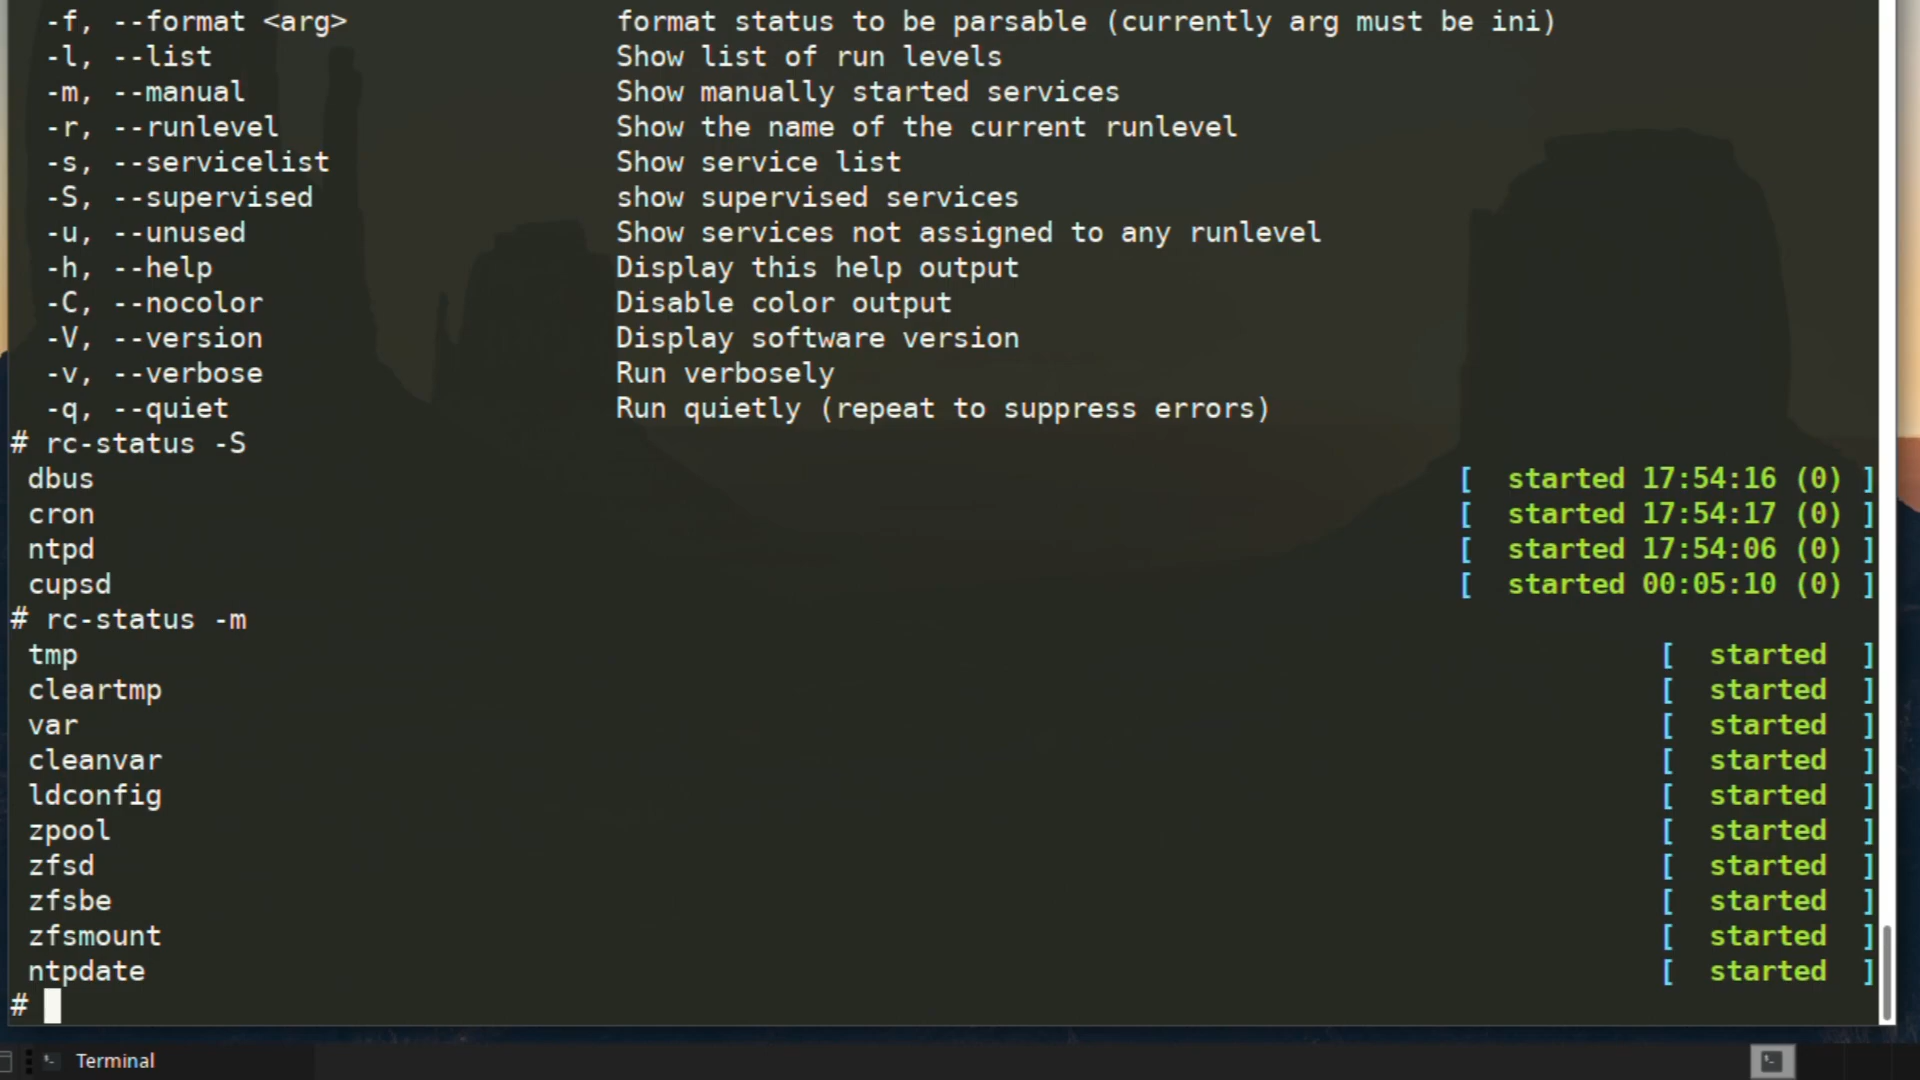 -f, --format <arg> format status to be parsable (currently arg must be ini)
-l, --list Show list of run levels
-m, --manual Show manually started services
-r, --runlevel Show the name of the current runlevel
-s, --servicelist Show service list
-S, --supervised show supervised services
-u, --unused Show services not assigned to any runlevel
-h, --help Display this help output
-C, --nocolor Disable color output
-V, --version Display software version
-v, --verbose Run verbosely
-q, --quiet Run quietly (repeat to suppress errors)
# rc-status -S
dbus [ started 17:54:16 (0) ]
cron [ started 17:54:17 (0) ]
ntpd [ started 17:54:06 (0) ]
cupsd [ started 00:05:10 (0) ]
# rc-status -m
tmp [ started ]
cleartmp [ started ]
var [ started ]
cleanvar [ started ]
ldconfig [ started ]
zpool [ started ]
zfsd [ started ]
zfsbe [ started ]
zfsmount [ started ]
ntpdate [ started ]
#
Terminal